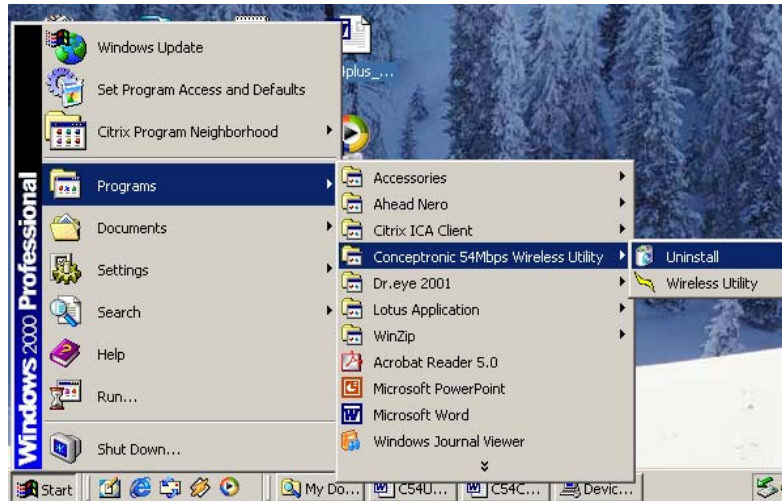 plus_...
Windows Update
Set Program Access and Defaults
Citrix Program Neighborhood
Programs
Documents
Settings
Search
Help
Run...
Shut Down...
Windows 2000 Professional
Accessories
Ahead Nero
Citrix ICA Client
Conceptronic 54Mbps Wireless Utility
Dr.eye 2001
Lotus Application
WinZip
Acrobat Reader 5.0
Microsoft PowerPoint
Microsoft Word
Windows Journal Viewer
Uninstall
Wireless Utility
Start
My Do...
C54U...
C54C...
Devic...